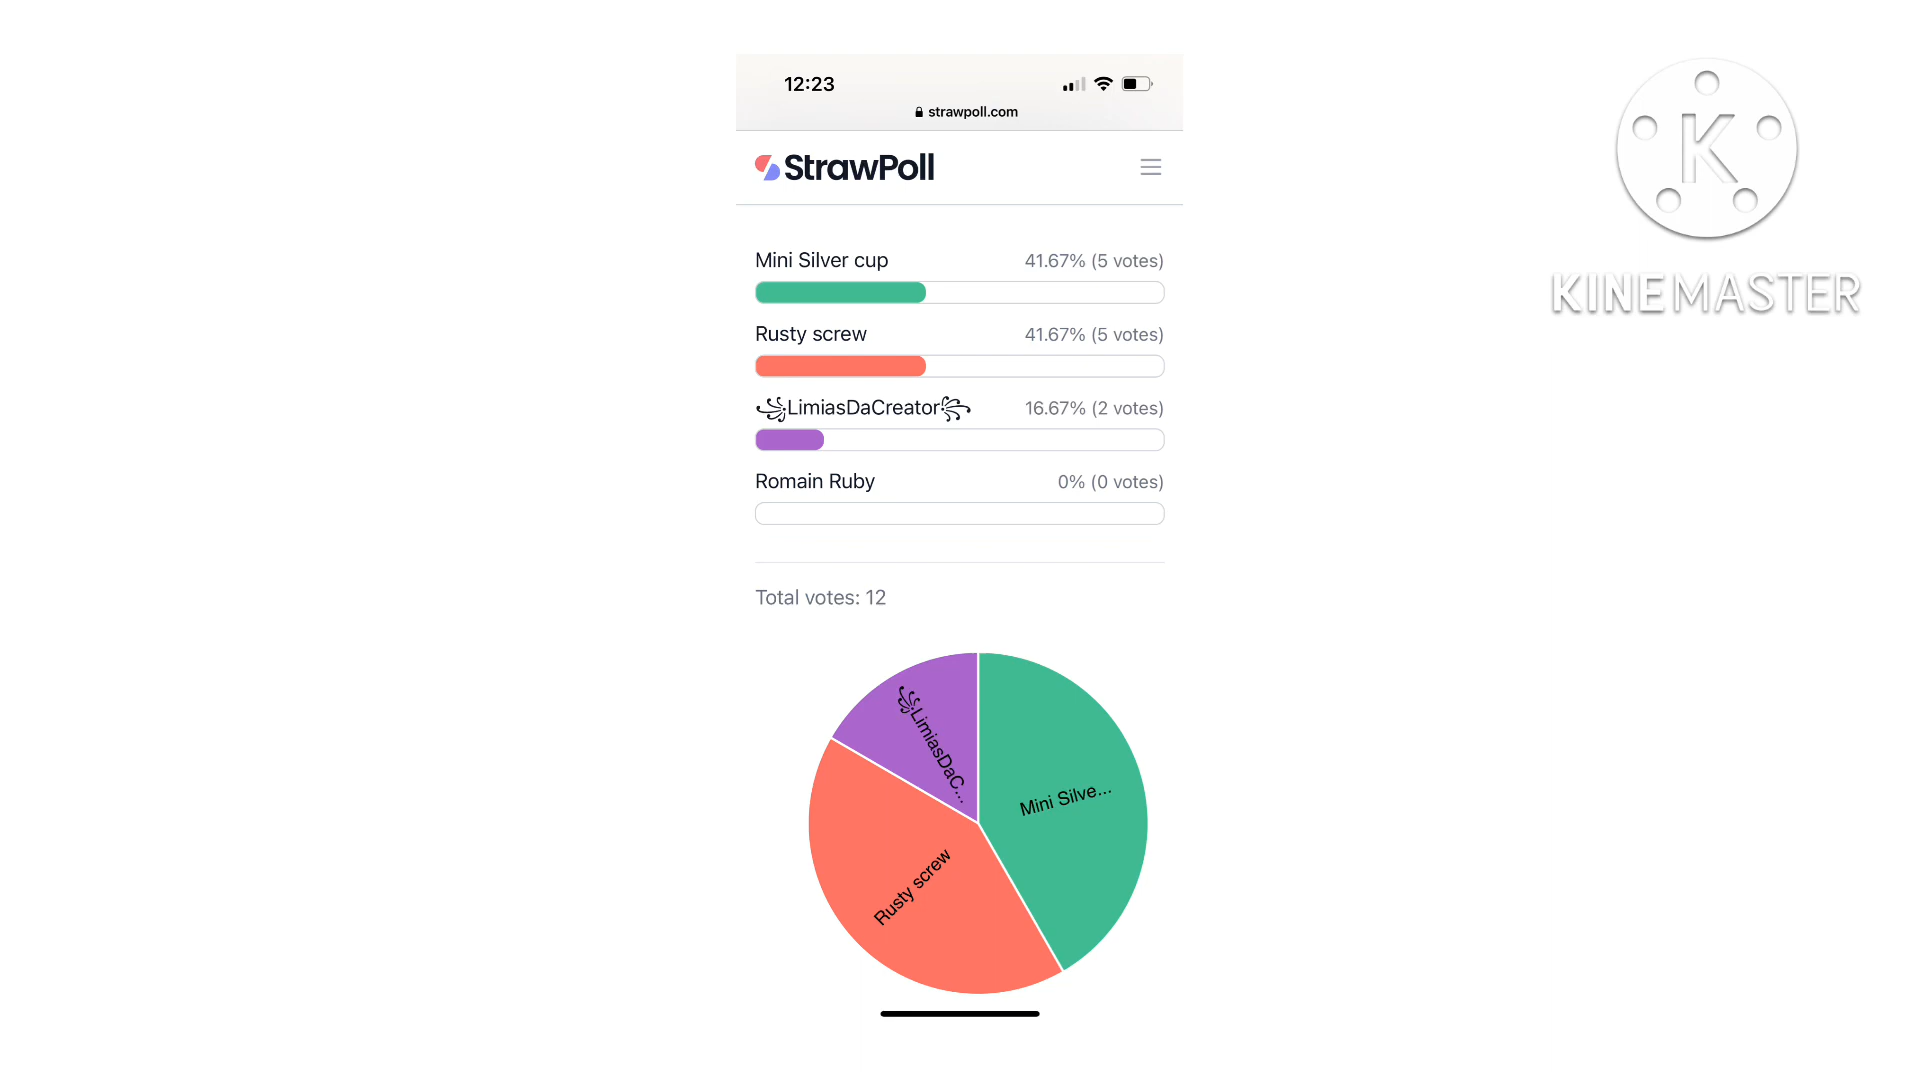 12:23
strawpoll.com
StrawPoll
Mini Silver cup 41.67% (5 votes)
Rusty screw 41.67% (5 votes)
꧁LimiasDaCreator꧂ 16.67% (2 votes)
Romain Ruby 0% (0 votes)
Total votes: 12
꧁LimiasDaC...
Mini Silve...
Rusty screw
K
KINEMASTER